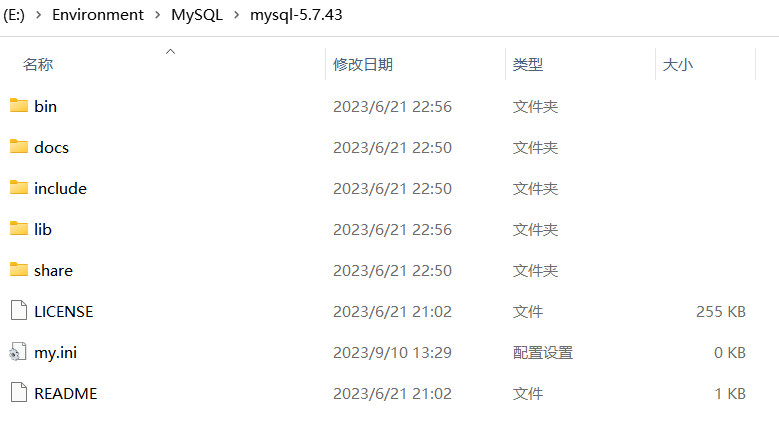 (E:) > Environment > MySQL > mysql-5.7.43
名称 修改日期 类型 大小
bin 2023/6/21 22:56 文件夹
docs 2023/6/21 22:50 文件夹
include 2023/6/21 22:50 文件夹
lib 2023/6/21 22:56 文件夹
share 2023/6/21 22:50 文件夹
LICENSE 2023/6/21 21:02 文件 255 KB
my.ini 2023/9/10 13:29 配置设置 0 KB
README 2023/6/21 21:02 文件 1 KB